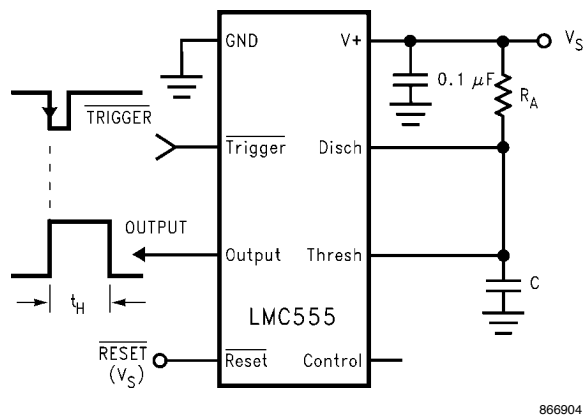 GND
V+
V_S
0.1 μF
R_A
TRIGGER
Trigger
Disch
OUTPUT
Output
Thresh
C
t_H
LMC555
RESET
(V_S)
Reset
Control
866904